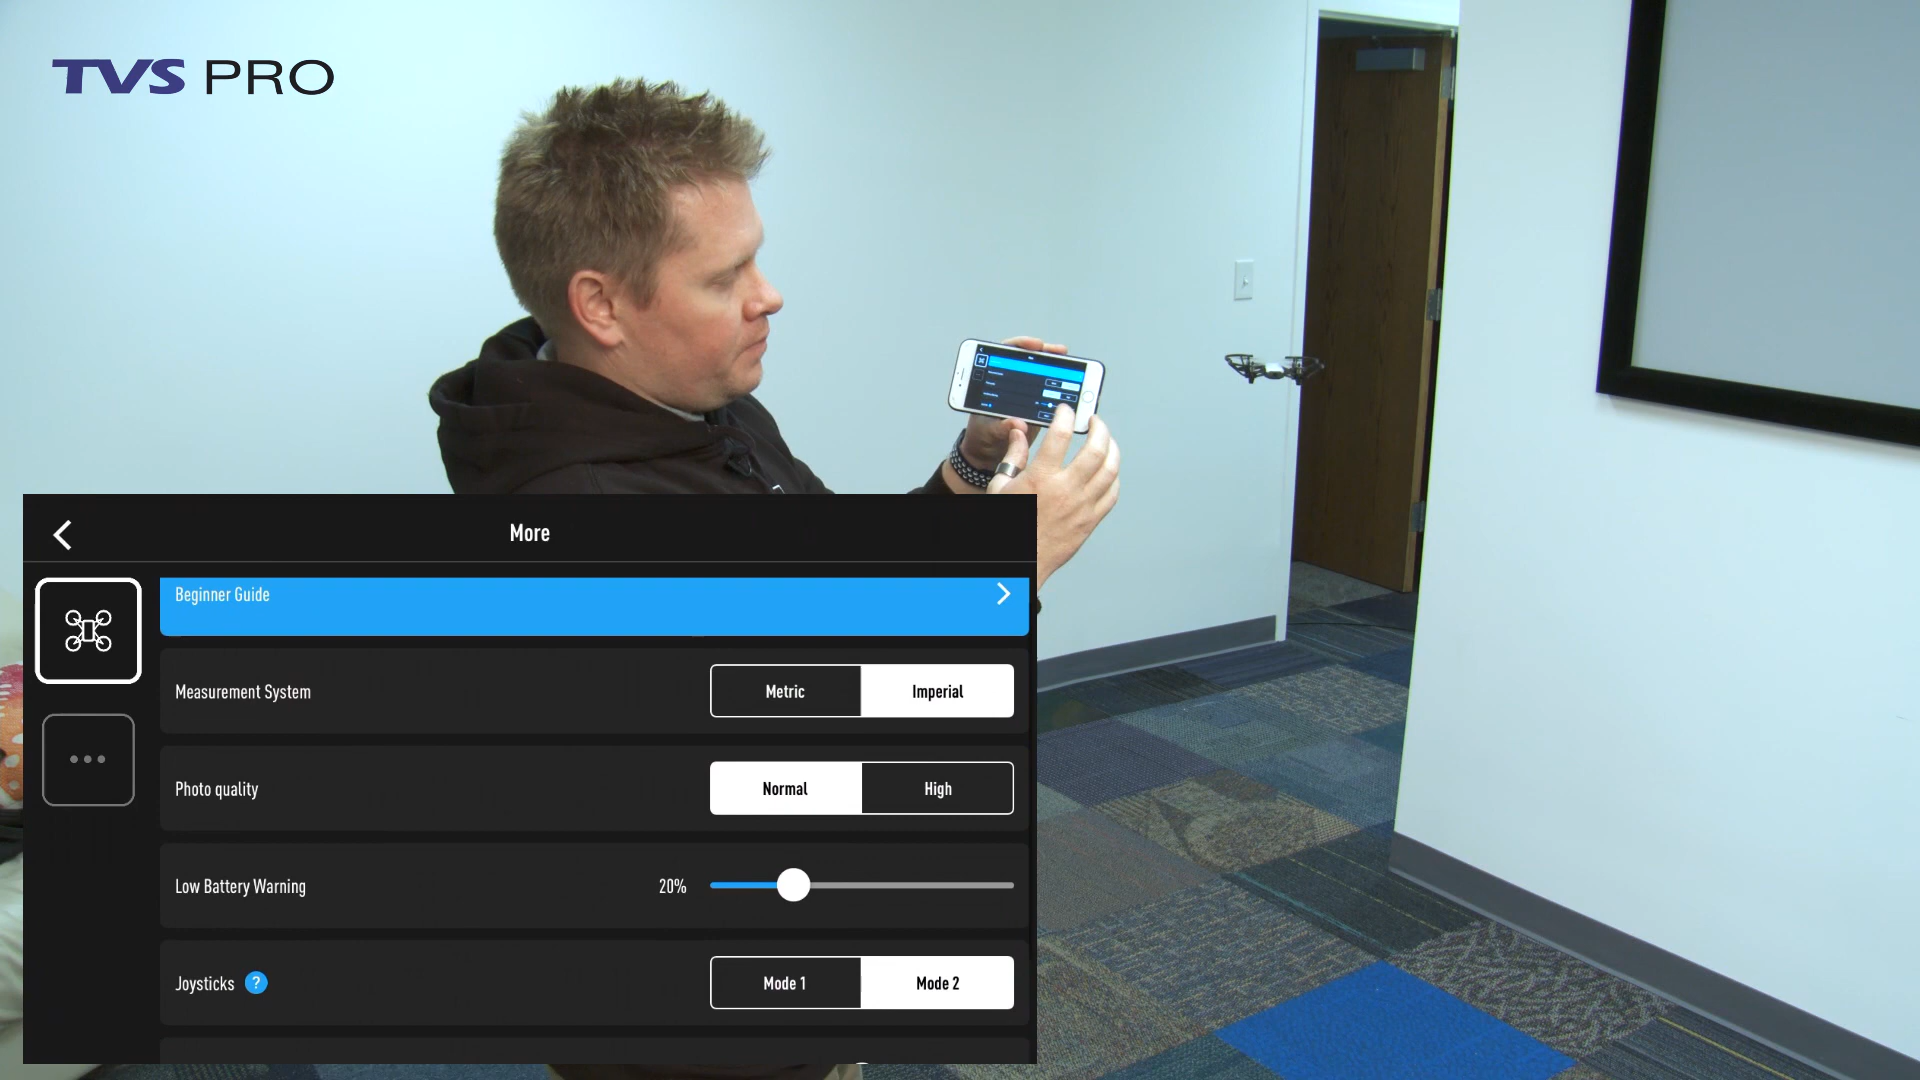 TVS PRO
More
Beginner Guide
Measurement System
Metric
Imperial
Photo quality
Normal
High
Low Battery Warning
20%
Joysticks ?
Mode 1
Mode 2